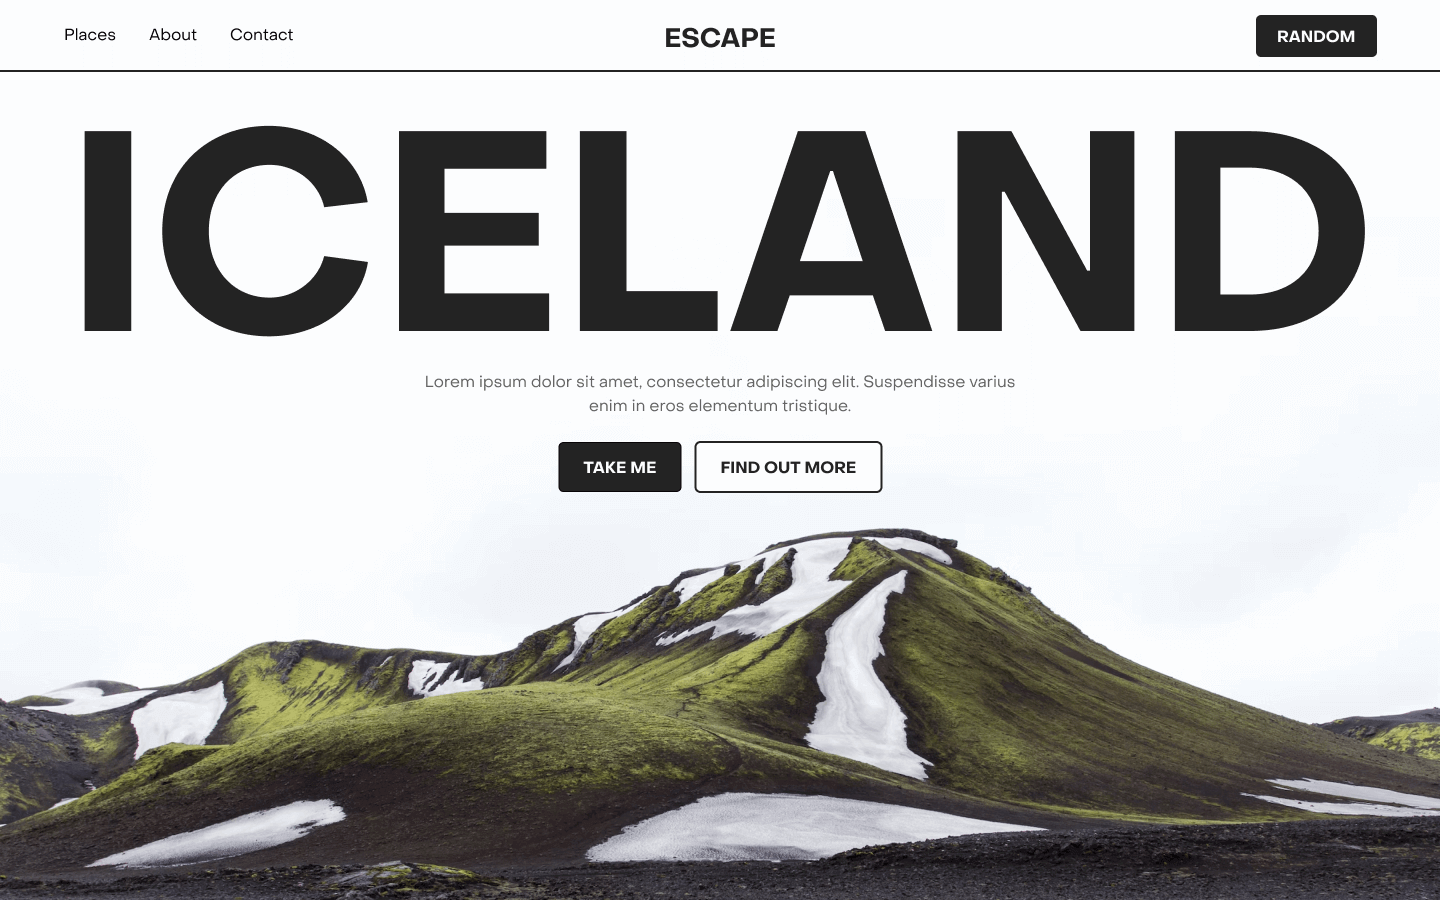 Places About Contact ESCAPE RANDOM
ICELAND
Lorem ipsum dolor sit amet, consectetur adipiscing elit. Suspendisse varius
enim in eros elementum tristique.
TAKE ME FIND OUT MORE